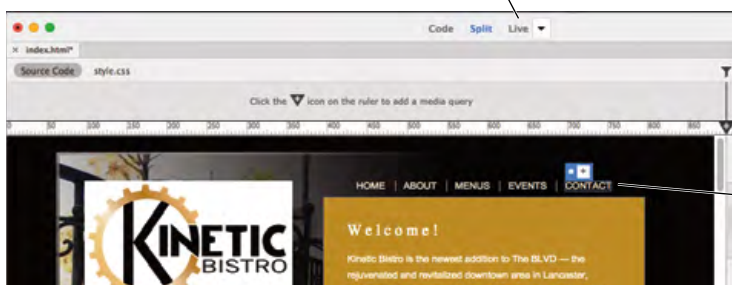 Code Split Live
× index.html*
Source Code style.css
Click the icon on the ruler to add a media query
0 50 100 150 200 250 300 350 400 450 500 550 600 650 700 750 800 850
HOME | ABOUT | MENUS | EVENTS | CONTACT
KINETIC
BISTRO
Welcome!
Kinetic Bistro is the newest addition to The BLVD — the
rejuvenated and revitalized downtown area in Lancaster,